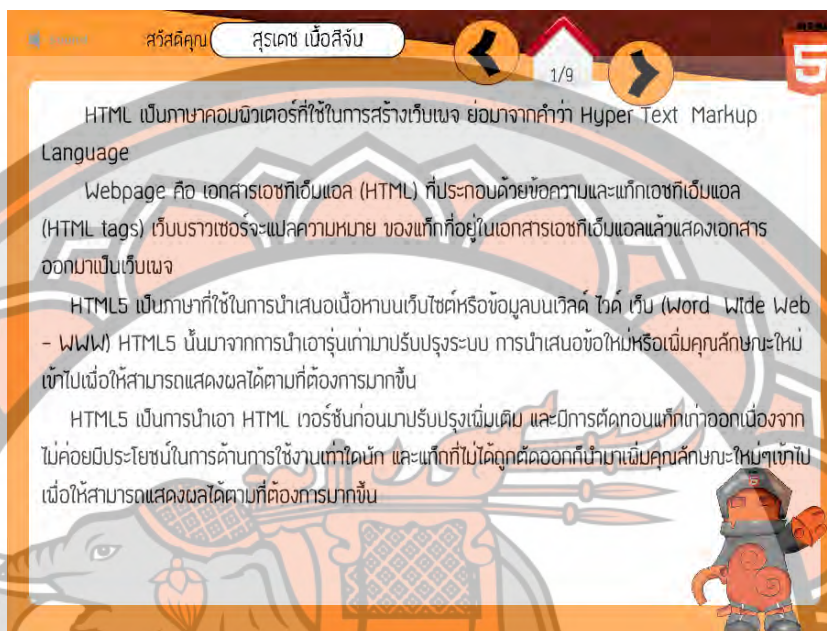 สวัสดีคุณ สุรเดช เนื้อสีจัน
1/9
5
HTML เป็นภาษาคอมพิวเตอร์ที่ใช้ในการสร้างเว็บเพจ ย่อมาจากคำว่า Hyper Text Markup
Language
Webpage คือ เอกสารเอชทีเอ็มแอล (HTML) ที่ประกอบด้วยข้อความและแท็กเอชทีเอ็มแอล
(HTML tags) เว็บบราวเซอร์จะแปลความหมาย ของแท็กที่อยู่ในเอกสารเอชทีเอ็มแอลแล้วแสดงเอกสาร
ออกมาเป็นเว็บเพจ
HTML5 เป็นภาษาที่ใช้ในการนำเสนอเนื้อหาบนเว็บไซต์หรือข้อมูลบนเวิลด์ ไวด์ เว็บ (Word Wide Web
- WWW) HTML5 นั้นมาจากการนำเอารุ่นเก่ามาปรับปรุงระบบ การนำเสนอข้อใหม่หรือเพิ่มคุณลักษณะใหม่
เข้าไปเพื่อให้สามารถแสดงผลได้ตามที่ต้องการมากขึ้น
HTML5 เป็นการนำเอา HTML เวอร์ชันก่อนมาปรับปรุงเพิ่มเติม และมีการตัดทอนแท็กเก่าออกเนื่องจาก
ไม่ค่อยมีประโยชน์ในการด้านการใช้งานเท่าใดนัก และแท็กที่ไม่ได้ถูกตัดออกก็นำมาเพิ่มคุณลักษณะใหม่ๆเข้าไป
เพื่อให้สามารถแสดงผลได้ตามที่ต้องการมากขึ้น